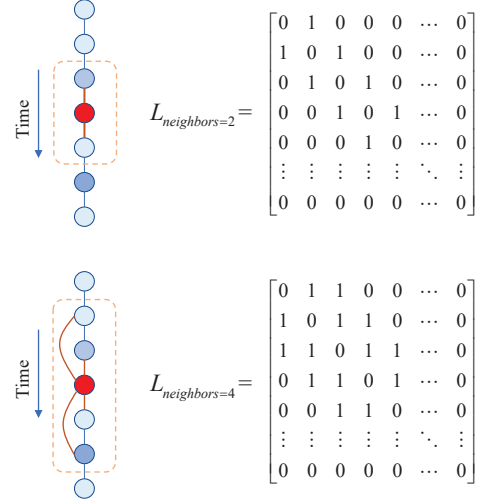 Time
L_{neighbors=2} =
0 1 0 0 0 ⋯ 0
1 0 1 0 0 ⋯ 0
0 1 0 1 0 ⋯ 0
0 0 1 0 1 ⋯ 0
0 0 0 1 0 ⋯ 0
⋮ ⋮ ⋮ ⋮ ⋮ ⋱ ⋮
0 0 0 0 0 ⋯ 0
Time
L_{neighbors=4} =
0 1 1 0 0 ⋯ 0
1 0 1 1 0 ⋯ 0
1 1 0 1 1 ⋯ 0
0 1 1 0 1 ⋯ 0
0 0 1 1 0 ⋯ 0
⋮ ⋮ ⋮ ⋮ ⋮ ⋱ ⋮
0 0 0 0 0 ⋯ 0